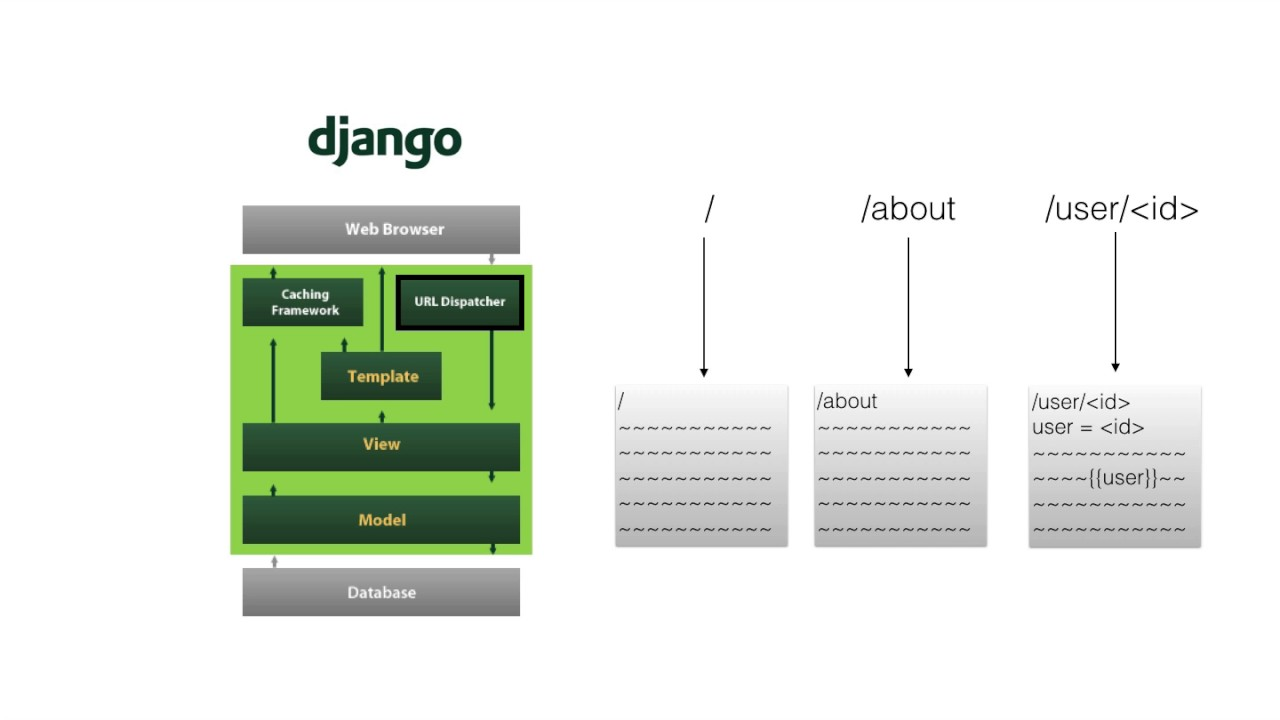 django
Web Browser
Caching
Framework
URL Dispatcher
Template
View
Model
Database
/
/about
/user/<id>
/
~~~~~~~~~~~
~~~~~~~~~~~
~~~~~~~~~~~
~~~~~~~~~~~
~~~~~~~~~~~
/about
~~~~~~~~~~~
~~~~~~~~~~~
~~~~~~~~~~~
~~~~~~~~~~~
~~~~~~~~~~~
/user/<id>
user = <id>
~~~~~~~~~~~
~~~~{{user}}~~
~~~~~~~~~~~
~~~~~~~~~~~